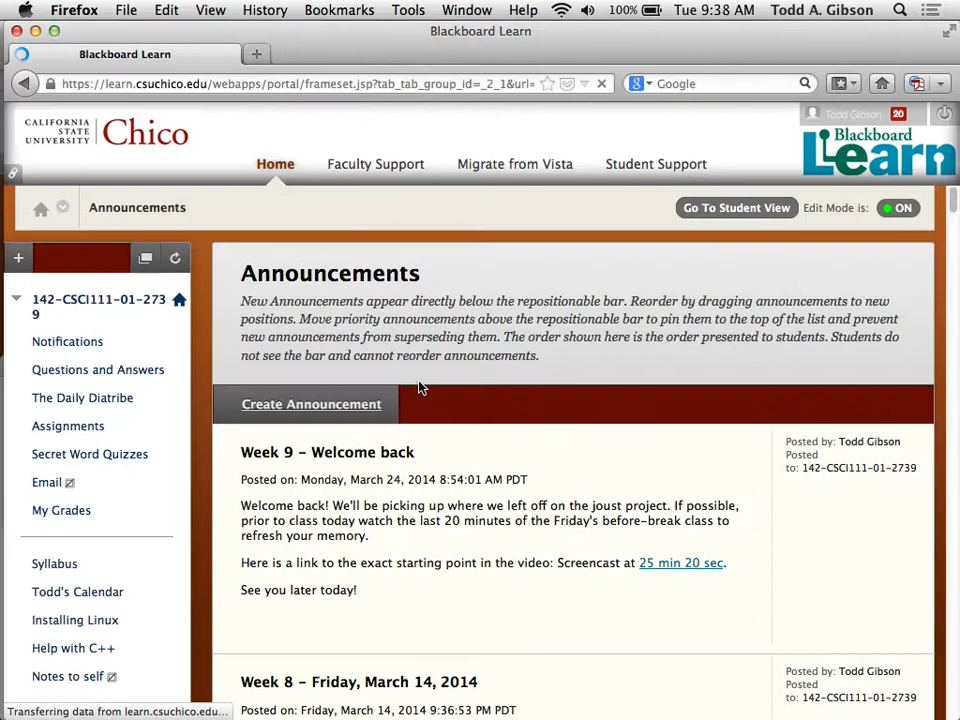 Firefox File Edit View History Bookmarks Tools Window Help 100% Tue 9:38 AM Todd A. Gibson
Blackboard Learn
Blackboard Learn
https://learn.csuchico.edu/webapps/portal/frameset.jsp?tab_tab_group_id=_2_1&url=
Google
CALIFORNIA STATE UNIVERSITY Chico
Todd Gibson 20
Blackboard Learn
Home Faculty Support Migrate from Vista Student Support
Announcements
Go To Student View Edit Mode is: ON
142-CSCI111-01-273
9
Notifications
Questions and Answers
The Daily Diatribe
Assignments
Secret Word Quizzes
Email
My Grades
Syllabus
Todd's Calendar
Installing Linux
Help with C++
Notes to self
Announcements
New Announcements appear directly below the repositionable bar. Reorder by dragging announcements to new
positions. Move priority announcements above the repositionable bar to pin them to the top of the list and prevent
new announcements from superseding them. The order shown here is the order presented to students. Students do
not see the bar and cannot reorder announcements.
Create Announcement
Week 9 – Welcome back
Posted on: Monday, March 24, 2014 8:54:01 AM PDT
Welcome back! We'll be picking up where we left off on the joust project. If possible,
prior to class today watch the last 20 minutes of the Friday's before-break class to
refresh your memory.
Here is a link to the exact starting point in the video: Screencast at 25 min 20 sec.
See you later today!
Posted by: Todd Gibson
Posted
to: 142-CSCI111-01-2739
Week 8 – Friday, March 14, 2014
Posted on: Friday, March 14, 2014 9:36:53 PM PDT
Posted by: Todd Gibson
Posted
to: 142-CSCI111-01-2739
Transferring data from learn.csuchico.edu...